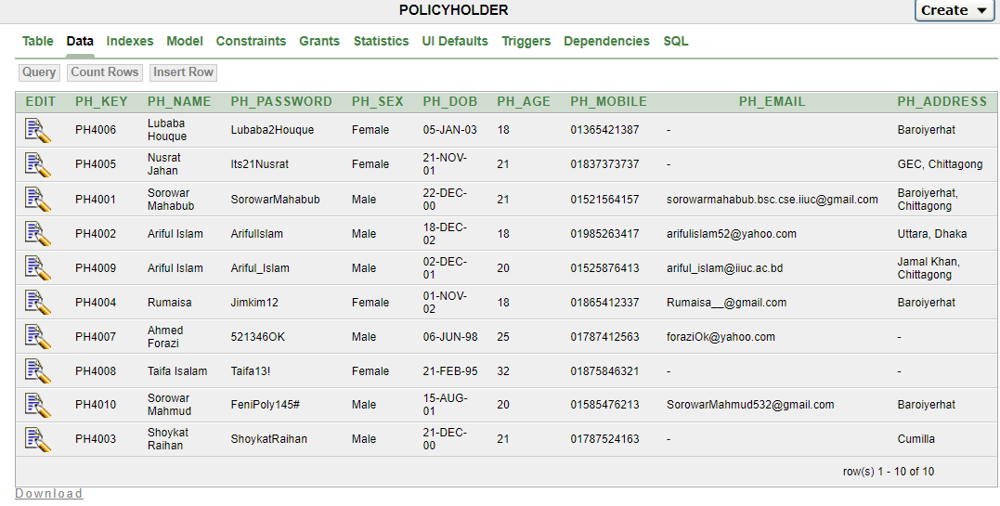 POLICYHOLDER
Create
Table Data Indexes Model Constraints Grants Statistics UI Defaults Triggers Dependencies SQL
Query Count Rows Insert Row
EDIT PH_KEY PH_NAME PH_PASSWORD PH_SEX PH_DOB PH_AGE PH_MOBILE PH_EMAIL PH_ADDRESS
PH4006 Lubaba Houque Lubaba2Houque Female 05-JAN-03 18 01365421387 - Baroiyerhat
PH4005 Nusrat Jahan Its21Nusrat Female 21-NOV-01 21 01837373737 - GEC, Chittagong
PH4001 Sorowar Mahabub SorowarMahabub Male 22-DEC-00 21 01521564157 sorowarmahabub.bsc.cse.iiuc@gmail.com Baroiyerhat, Chittagong
PH4002 Ariful Islam ArifulIslam Male 18-DEC-02 18 01985263417 arifulislam52@yahoo.com Uttara, Dhaka
PH4009 Ariful Islam Ariful_Islam Male 02-DEC-01 20 01525876413 ariful_islam@iiuc.ac.bd Jamal Khan, Chittagong
PH4004 Rumaisa Jimkim12 Female 01-NOV-02 18 01865412337 Rumaisa__@gmail.com Baroiyerhat
PH4007 Ahmed Forazi 521346OK Male 06-JUN-98 25 01787412563 foraziOk@yahoo.com -
PH4008 Taifa Isalam Taifa13! Female 21-FEB-95 32 01875846321 - -
PH4010 Sorowar Mahmud FeniPoly145# Male 15-AUG-01 20 01585476213 SorowarMahmud532@gmail.com Baroiyerhat
PH4003 Shoykat Raihan ShoykatRaihan Male 21-DEC-00 21 01787524163 - Cumilla
row(s) 1 - 10 of 10
Download